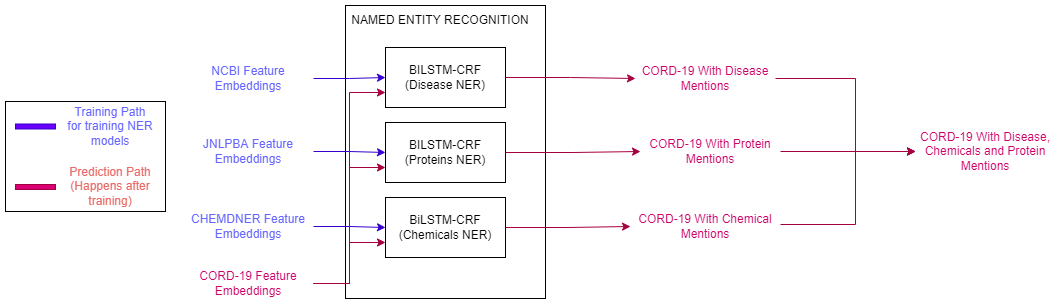 NAMED ENTITY RECOGNITION
NCBI Feature
Embeddings
BILSTM-CRF
(Disease NER)
CORD-19 With Disease
Mentions
Training Path
for training NER
models
JNLPBA Feature
Embeddings
BILSTM-CRF
(Proteins NER)
CORD-19 With Protein
Mentions
CORD-19 With Disease,
Chemicals and Protein
Mentions
Prediction Path
(Happens after
training)
CHEMDNER Feature
Embeddings
BiLSTM-CRF
(Chemicals NER)
CORD-19 With Chemical
Mentions
CORD-19 Feature
Embeddings